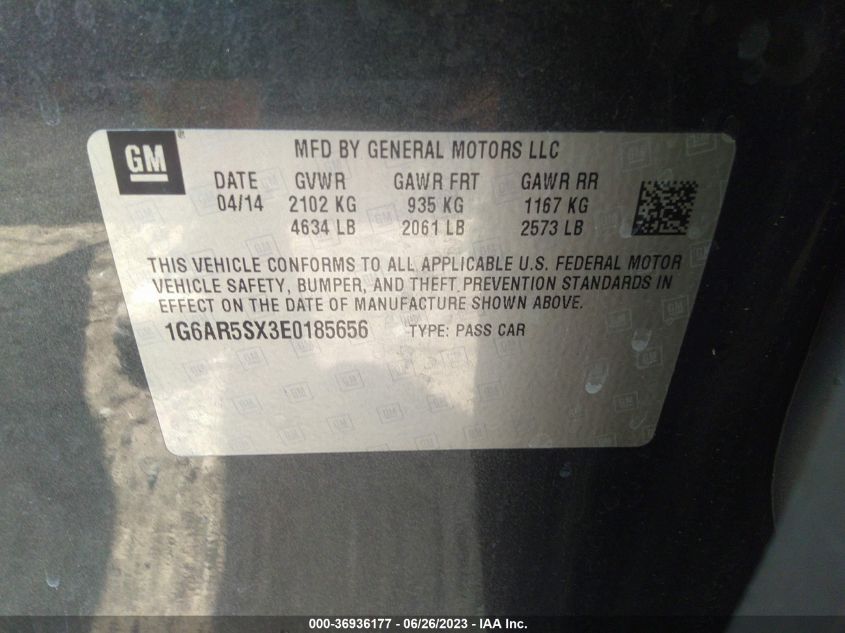 GM
MFD BY GENERAL MOTORS LLC
DATE GVWR GAWR FRT GAWR RR
04/14 2102 KG 935 KG 1167 KG
4634 LB 2061 LB 2573 LB
THIS VEHICLE CONFORMS TO ALL APPLICABLE U.S. FEDERAL MOTOR
VEHICLE SAFETY, BUMPER, AND THEFT PREVENTION STANDARDS IN
EFFECT ON THE DATE OF MANUFACTURE SHOWN ABOVE.
1G6AR5SX3E0185656 TYPE: PASS CAR
000-36936177 - 06/26/2023 - IAA Inc.